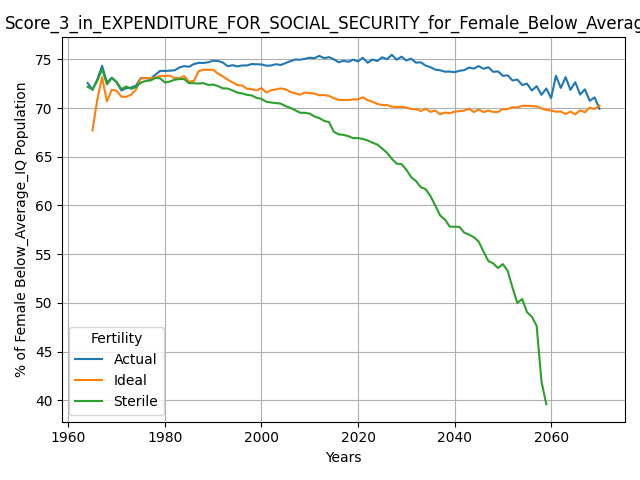 Score_3_in_EXPENDITURE_FOR_SOCIAL_SECURITY_for_Female_Below_Averag
% of Female Below_Average_IQ Population
75
70
65
60
55
50
45
40
Fertility
Actual
Ideal
Sterile
1960 1980 2000 2020 2040 2060
Years